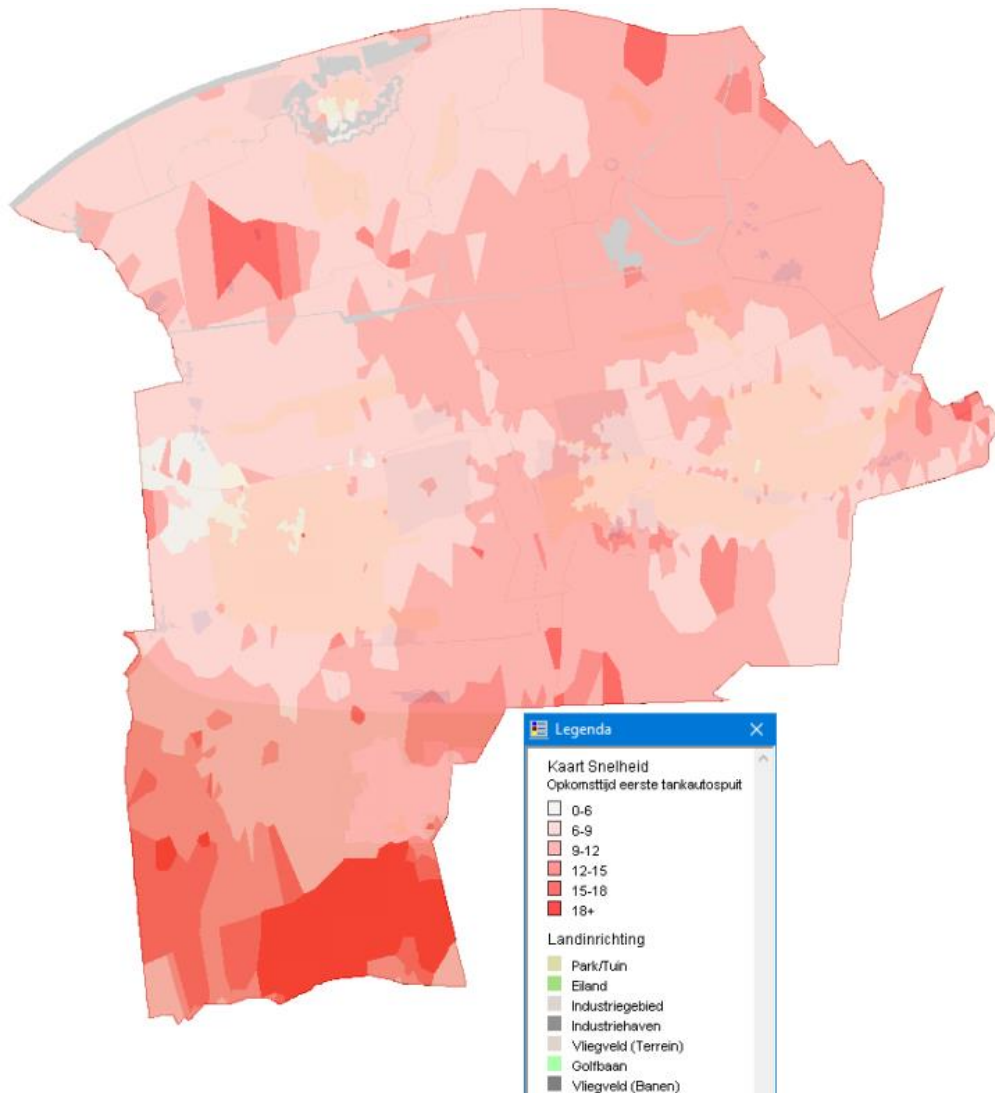 Legenda
Kaart Snelheid
Opkomsttijd eerste tankautospuit
0-6
6-9
9-12
12-15
15-18
18+
Landinrichting
Park/Tuin
Eiland
Industriegebied
Industriehaven
Vliegveld (Terrein)
Golfbaan
Vliegveld (Banen)